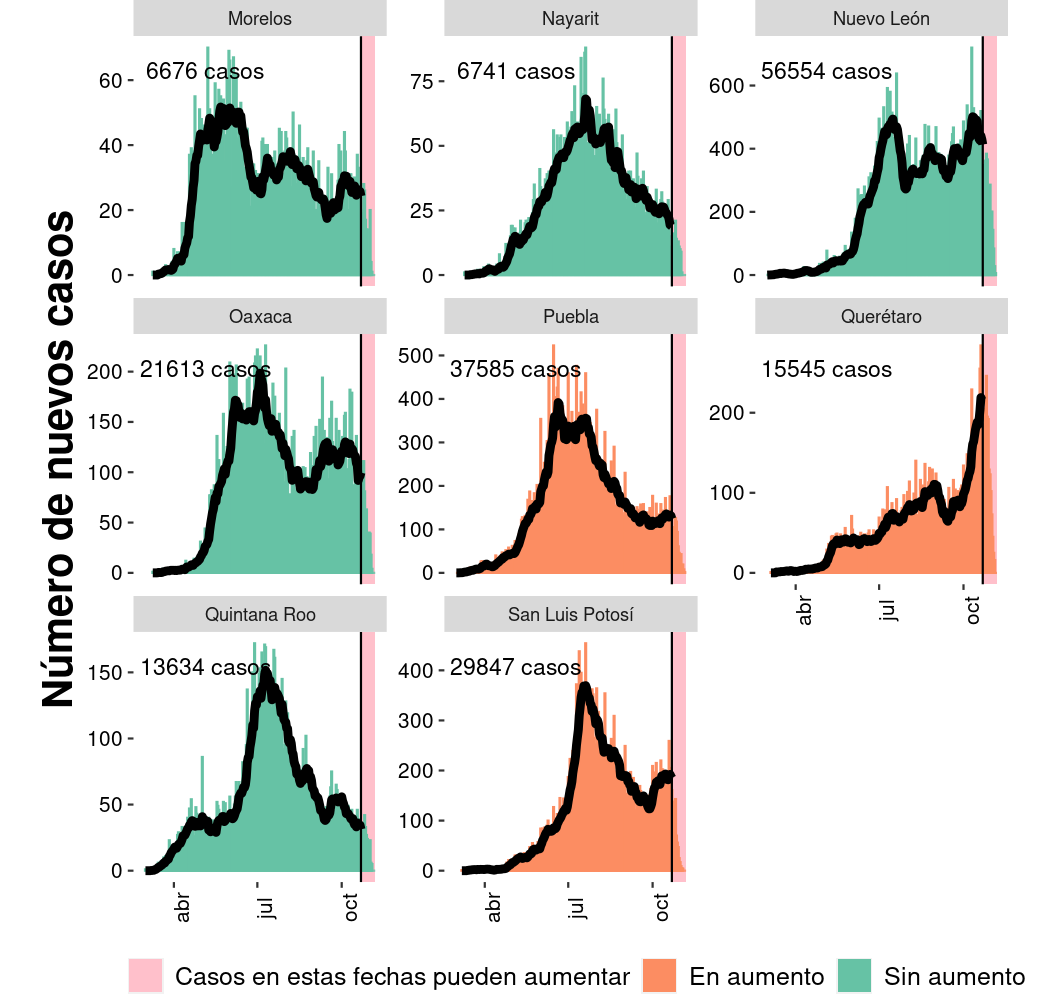 Número de nuevos casos
Morelos
Nayarit
Nuevo León
6676 casos
6741 casos
56554 casos
60
40
20
0
75
50
25
0
600
400
200
0
Oaxaca
Puebla
Querétaro
21613 casos
37585 casos
15545 casos
200
150
100
50
0
500
400
300
200
100
0
200
100
0
abr
jul
oct
Quintana Roo
San Luis Potosí
13634 casos
29847 casos
150
100
50
0
400
300
200
100
0
abr
jul
oct
abr
jul
oct
Casos en estas fechas pueden aumentar
En aumento
Sin aumento